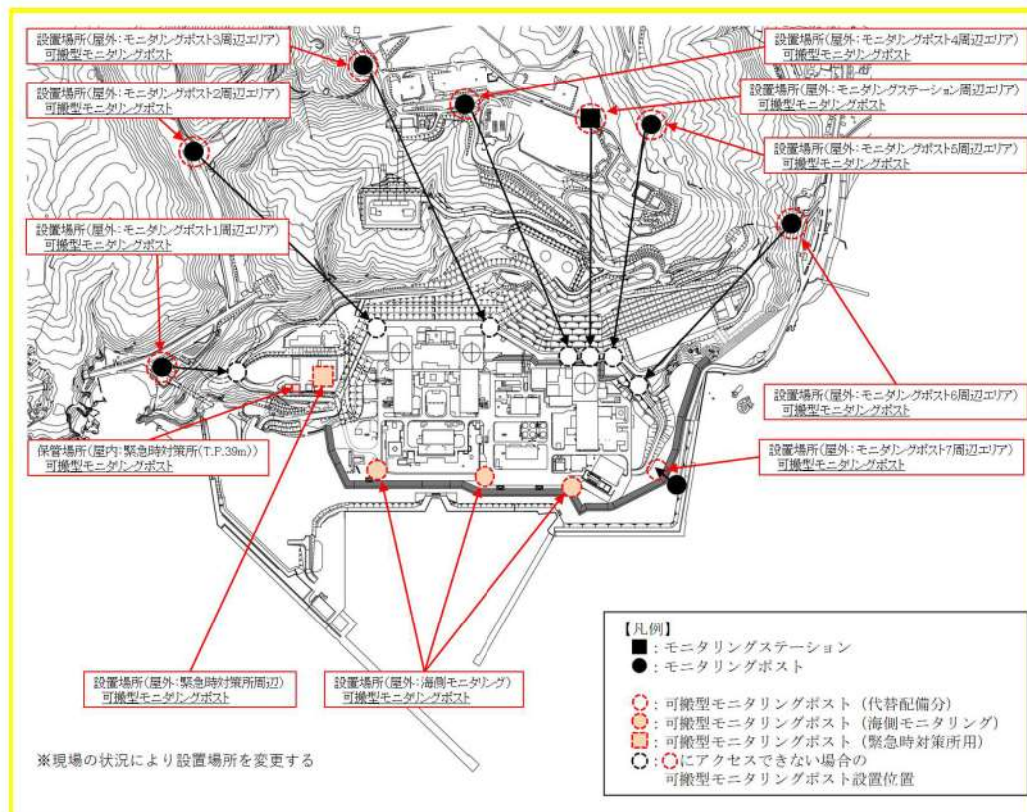 設置場所(屋外:モニタリングポスト3周辺エリア)
可搬型モニタリングポスト
設置場所(屋外:モニタリングポスト4周辺エリア)
可搬型モニタリングポスト
設置場所(屋外:モニタリングポスト2周辺エリア)
可搬型モニタリングポスト
設置場所(屋外:モニタリングステーション周辺エリア)
可搬型モニタリングポスト
設置場所(屋外:モニタリングポスト5周辺エリア)
可搬型モニタリングポスト
設置場所(屋外:モニタリングポスト1周辺エリア)
可搬型モニタリングポスト
設置場所(屋外:モニタリングポスト6周辺エリア)
可搬型モニタリングポスト
保管場所(屋内:緊急時対策所(T.P.39m))
可搬型モニタリングポスト
設置場所(屋外:モニタリングポスト7周辺エリア)
可搬型モニタリングポスト
設置場所(屋外:緊急時対策所周辺)
可搬型モニタリングポスト
設置場所(屋外:海側モニタリング)
可搬型モニタリングポスト
【凡例】
■:モニタリングステーション
●:モニタリングポスト
:可搬型モニタリングポスト(代替配備分)
:可搬型モニタリングポスト(海側モニタリング)
:可搬型モニタリングポスト(緊急時対策所用)
:にアクセスできない場合の
可搬型モニタリングポスト設置位置
※現場の状況により設置場所を変更する